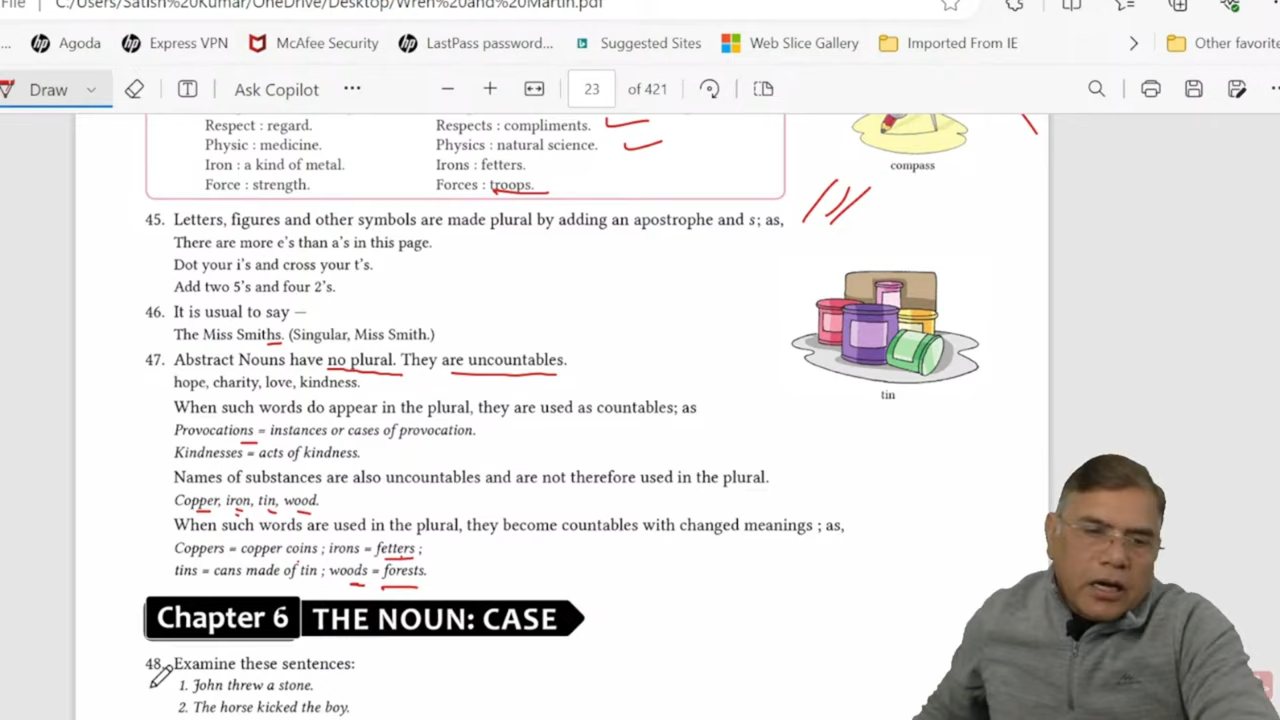 File C:/Users/Satish%20Kumar/OneDrive/Desktop/Wren%20and%20Martin.pdf
... Agoda Express VPN McAfee Security LastPass password... Suggested Sites Web Slice Gallery Imported From IE Other favorite
Draw Ask Copilot ... 23 of 421
Respect : regard. Respects : compliments.
Physic : medicine. Physics : natural science.
Iron : a kind of metal. Irons : fetters.
Force : strength. Forces : troops.
compass
45. Letters, figures and other symbols are made plural by adding an apostrophe and s; as,
There are more e's than a's in this page.
Dot your i's and cross your t's.
Add two 5's and four 2's.
46. It is usual to say —
The Miss Smiths. (Singular, Miss Smith.)
47. Abstract Nouns have no plural. They are uncountables.
hope, charity, love, kindness.
tin
When such words do appear in the plural, they are used as countables; as
Provocations = instances or cases of provocation.
Kindnesses = acts of kindness.
Names of substances are also uncountables and are not therefore used in the plural.
Copper, iron, tin, wood.
When such words are used in the plural, they become countables with changed meanings ; as,
Coppers = copper coins ; irons = fetters ;
tins = cans made of tin ; woods = forests.
Chapter 6 THE NOUN: CASE
48. Examine these sentences:
1. John threw a stone.
2. The horse kicked the boy.